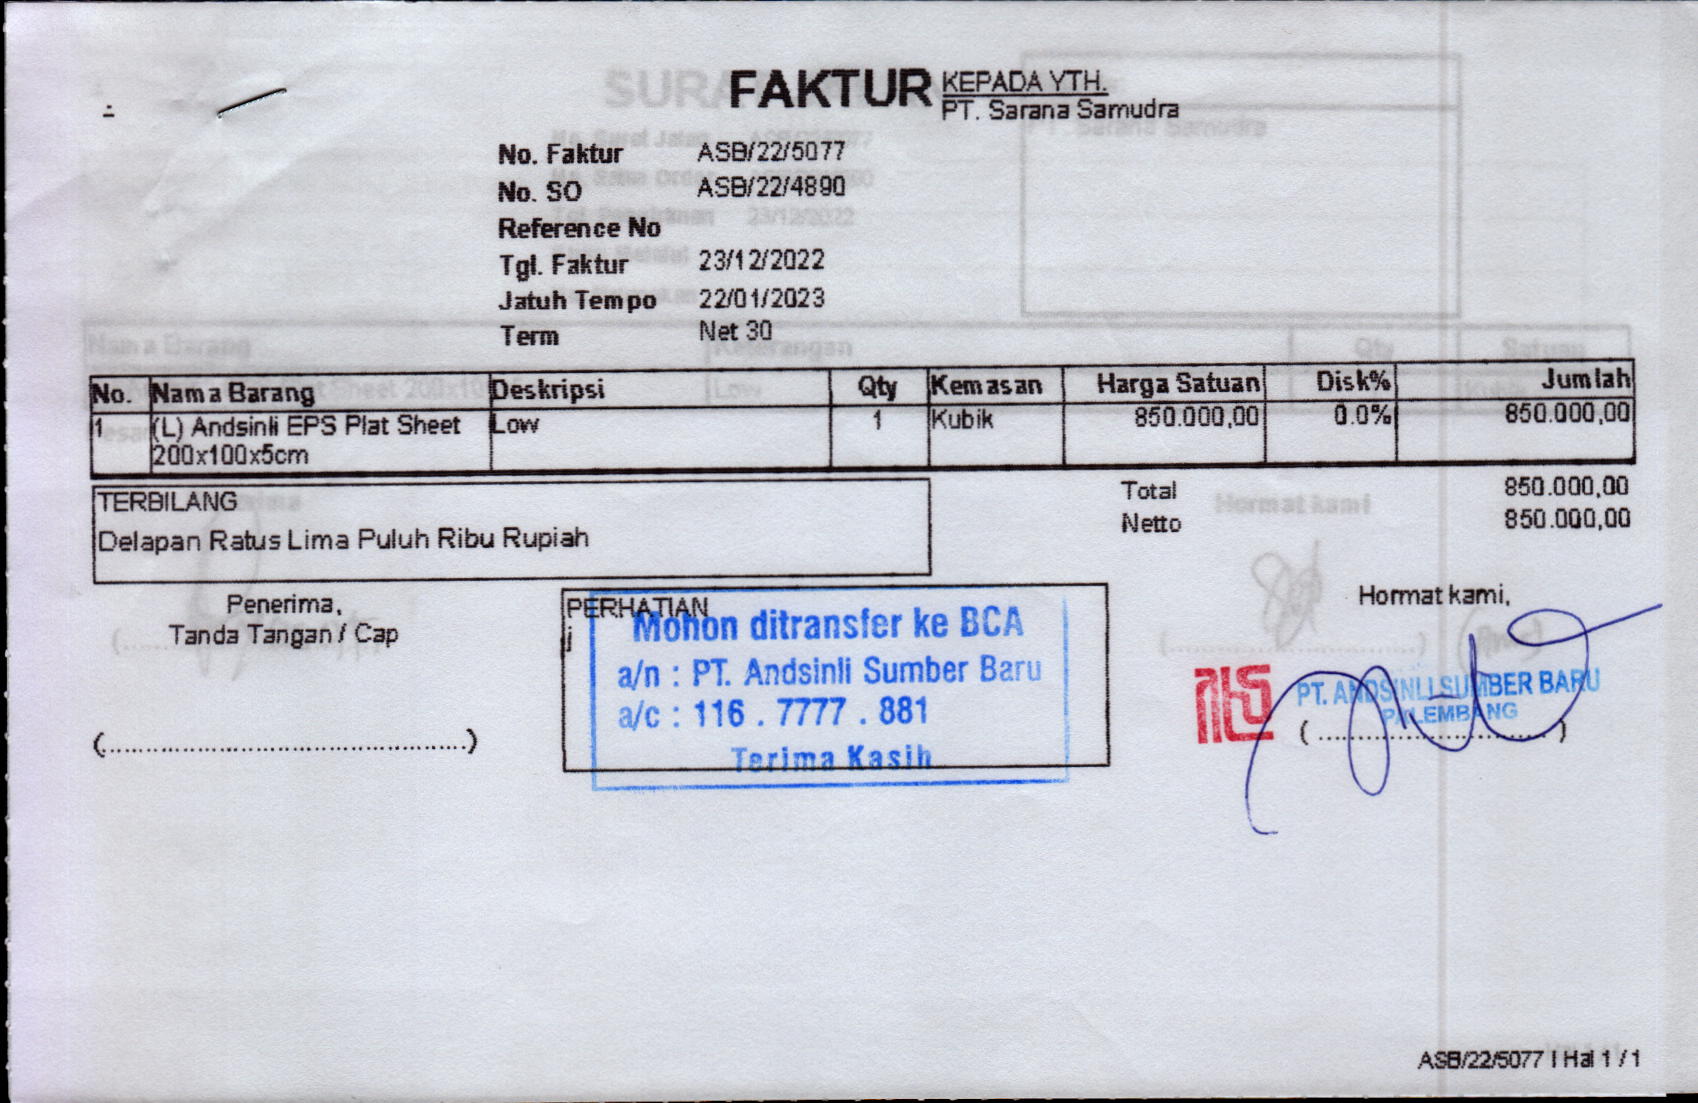 FAKTUR
KEPADA YTH.
PT. Sarana Samudra
No. Faktur ASB/22/5077
No. SO ASB/22/4890
Reference No
Tgl. Faktur 23/12/2022
Jatuh Tempo 22/01/2023
Term Net 30
No. Nama Barang Deskripsi Qty Kemasan Harga Satuan Disk% Jumlah
1 (L) Andsinli EPS Plat Sheet Low 1 Kubik 850.000,00 0.0% 850.000,00
200x100x5cm
Total 850.000,00
Netto 850.000,00
TERBILANG
Delapan Ratus Lima Puluh Ribu Rupiah
Penerima,
Tanda Tangan / Cap
(................................................)
PERHATIAN
Mohon ditransfer ke BCA
a/n : PT. Andsinli Sumber Baru
a/c : 116 . 7777 . 881
Terima Kasih
Hormat kami,
PT. ANDSINLI SUMBER BARU
PALEMBANG
(................................)
ASB/22/5077 | Hal 1 / 1